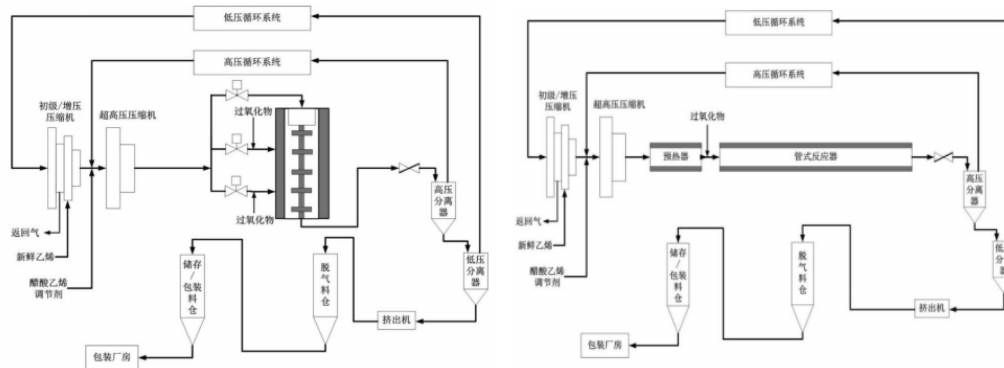 低压循环系统
高压循环系统
初级/增压
压缩机
超高压压缩机
过氧化物
过氧化物
返回气
新鲜乙烯
醋酸乙烯
调节剂
高压
分离
器
低压
分离
器
储存
/
包装
料
仓
脱
气
料
仓
挤出机
包装厂房
低压循环系统
高压循环系统
初级/增压
压缩机
超高压压缩机
过氧化物
预热器
管式反应器
返回气
新鲜乙烯
醋酸乙烯
调节剂
高压
分离
器
低压
分离
器
储存
/
包装
料
仓
脱
气
料
仓
挤出机
包装厂房